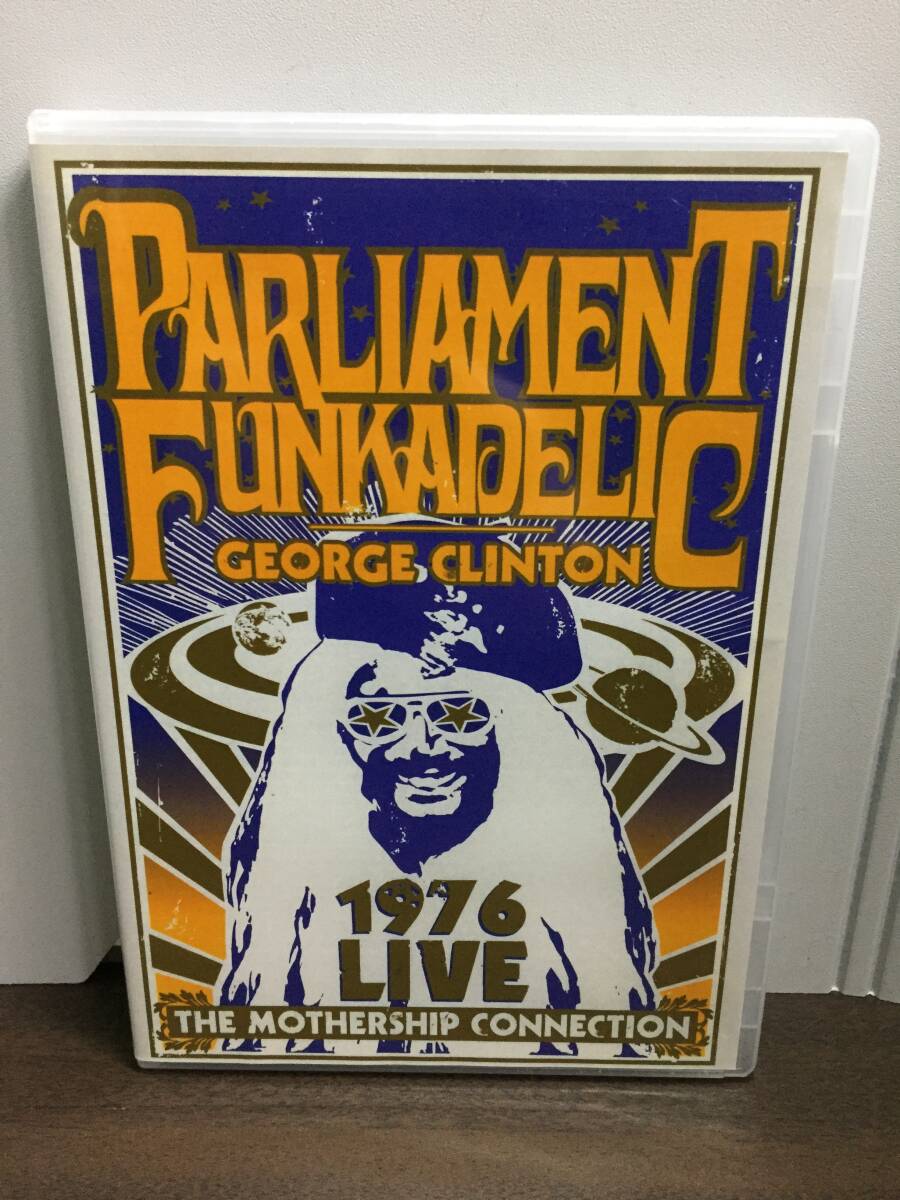 PARLIAMENT
FUNKADELIC
GEORGE CLINTON
1976
LIVE
THE MOTHERSHIP CONNECTION